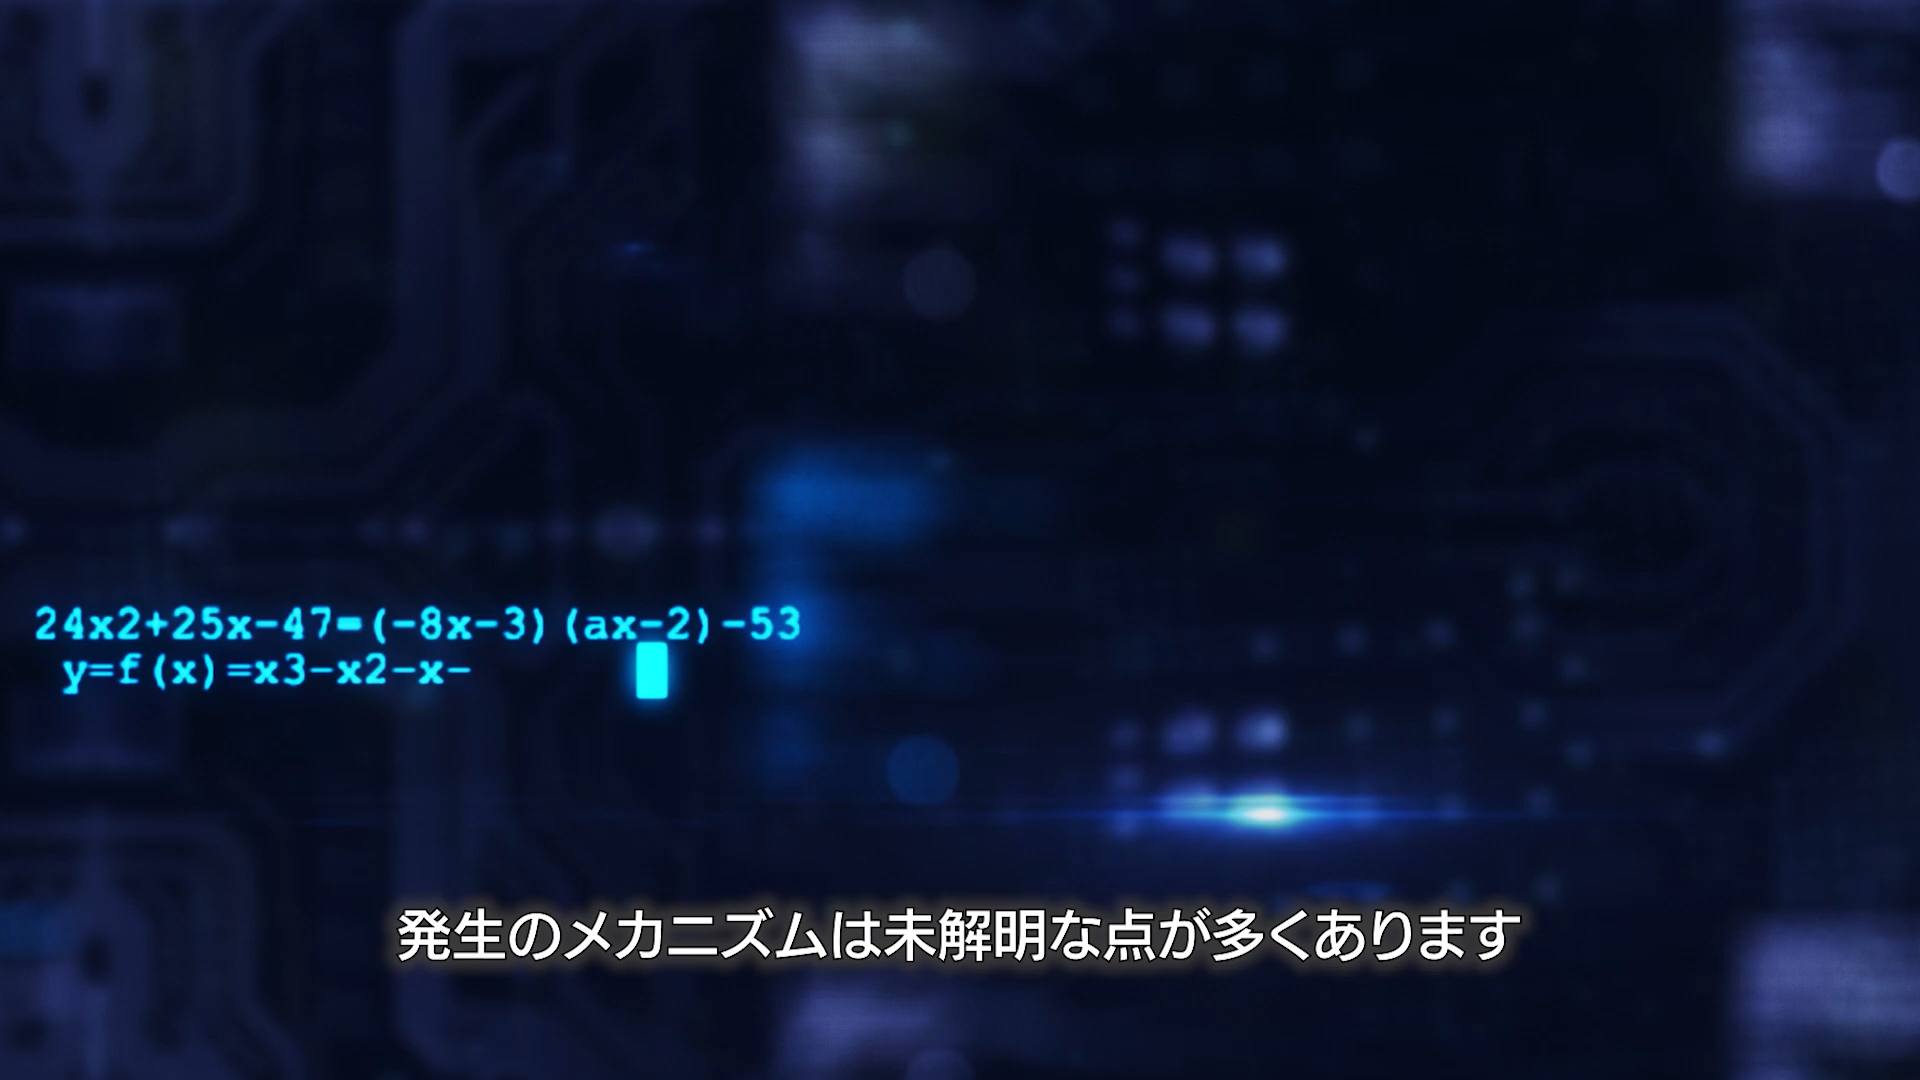 24x2+25x-47=(-8x-3)(ax-2)-53
y=f(x)=x3-x2-x-
発生のメカニズムは未解明な点が多くあります